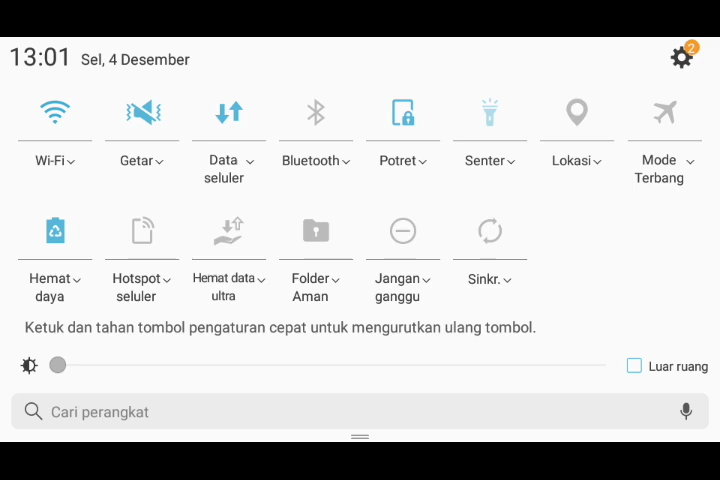 13:01 Sel, 4 Desember
2
Wi-Fi Getar Data seluler Bluetooth Potret Senter Lokasi Mode Terbang
Hemat daya Hotspot seluler Hemat data ultra Folder Aman Jangan ganggu Sinkr.
Ketuk dan tahan tombol pengaturan cepat untuk mengurutkan ulang tombol.
Luar ruang
Cari perangkat